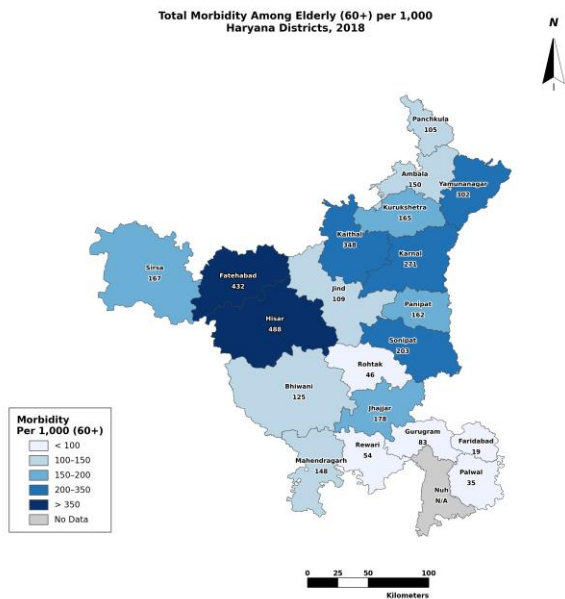 Total Morbidity Among Elderly (60+) per 1,000
Haryana Districts, 2018
N
Panchkula
105
Ambala
150
Yamunanagar
302
Kurukshetra
165
Kaithal
348
Karnal
271
Sirsa
167
Fatehabad
432
Jind
109
Panipat
162
Hisar
488
Sonipat
203
Rohtak
46
Bhiwani
125
Jhajjar
178
Gurugram
83
Faridabad
19
Rewari
54
Mahendragarh
148
Palwal
35
Nuh
N/A
Morbidity
Per 1,000 (60+)
< 100
100–150
150–200
200–350
> 350
No Data
0 25 50 100
Kilometers